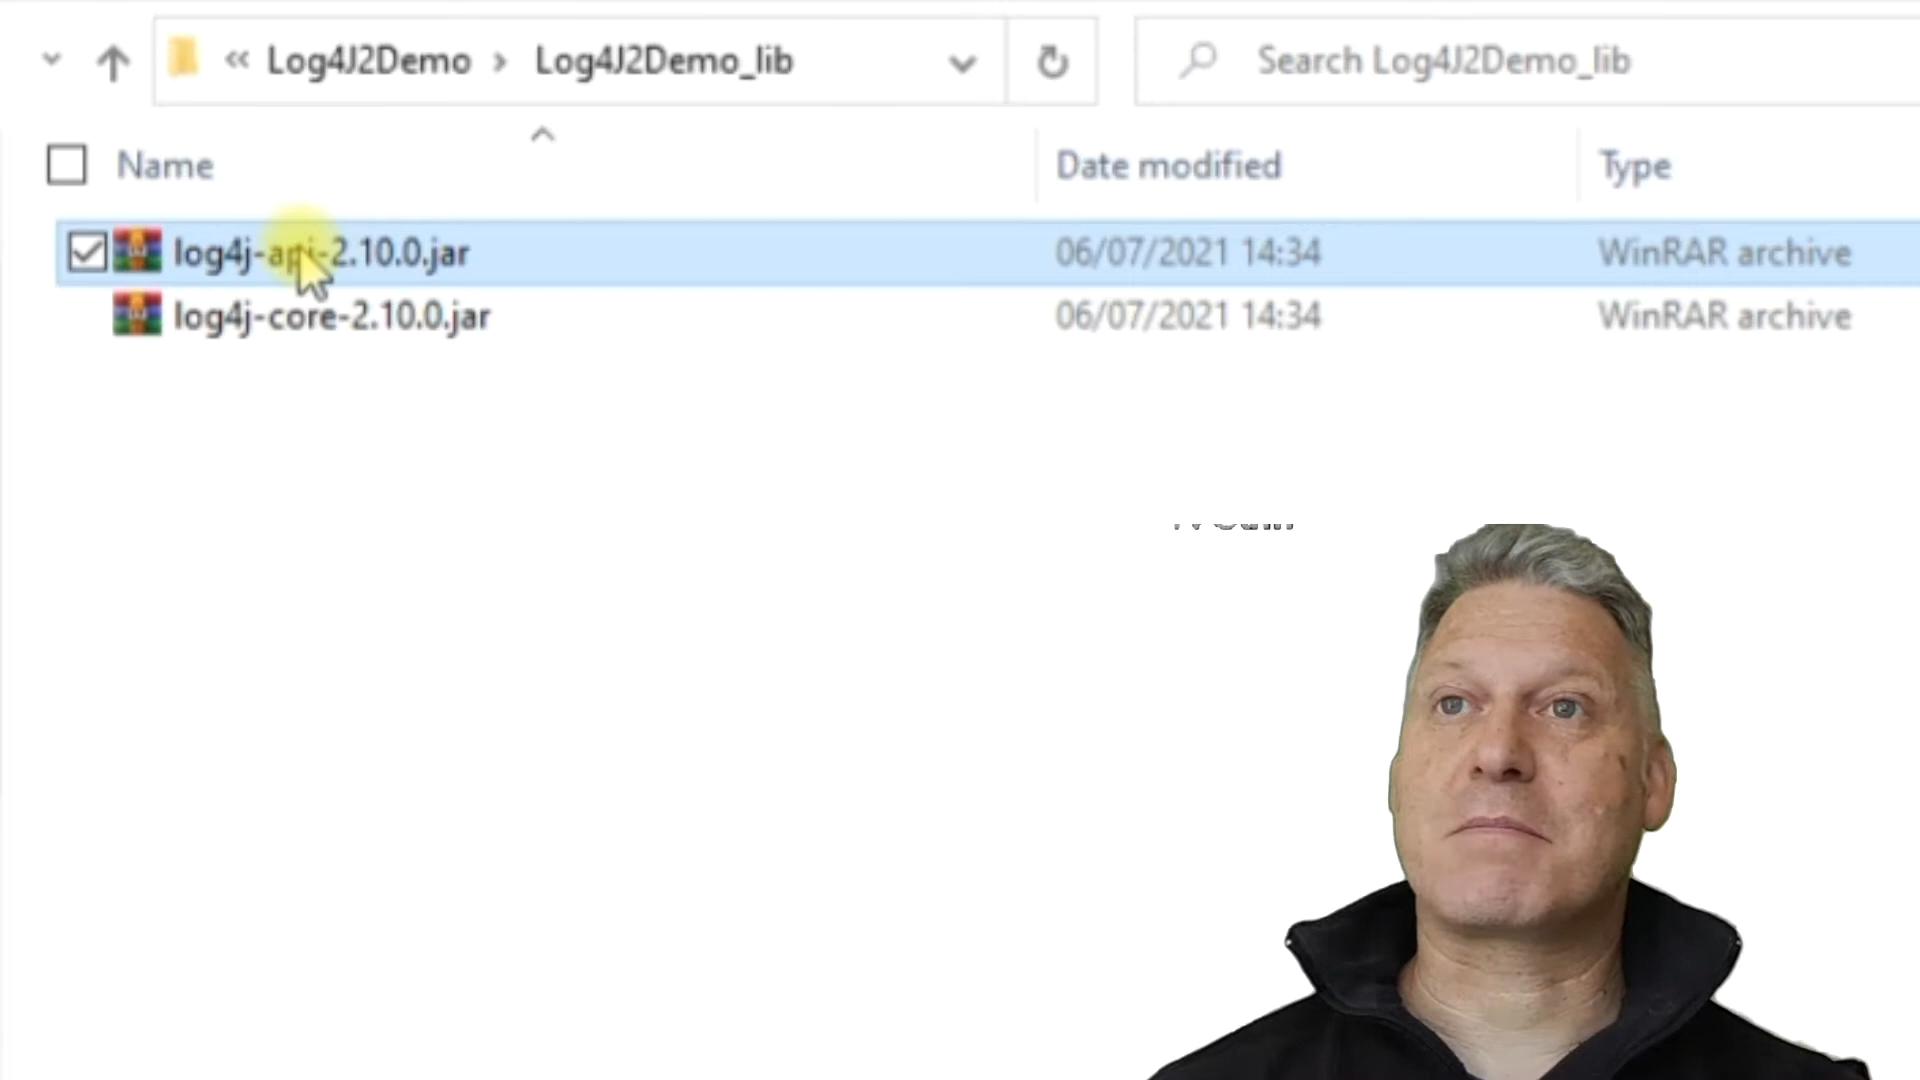 « Log4J2Demo > Log4J2Demo_lib
Search Log4J2Demo_lib
Name
Date modified
Type
log4j-api-2.10.0.jar
06/07/2021 14:34
WinRAR archive
log4j-core-2.10.0.jar
06/07/2021 14:34
WinRAR archive